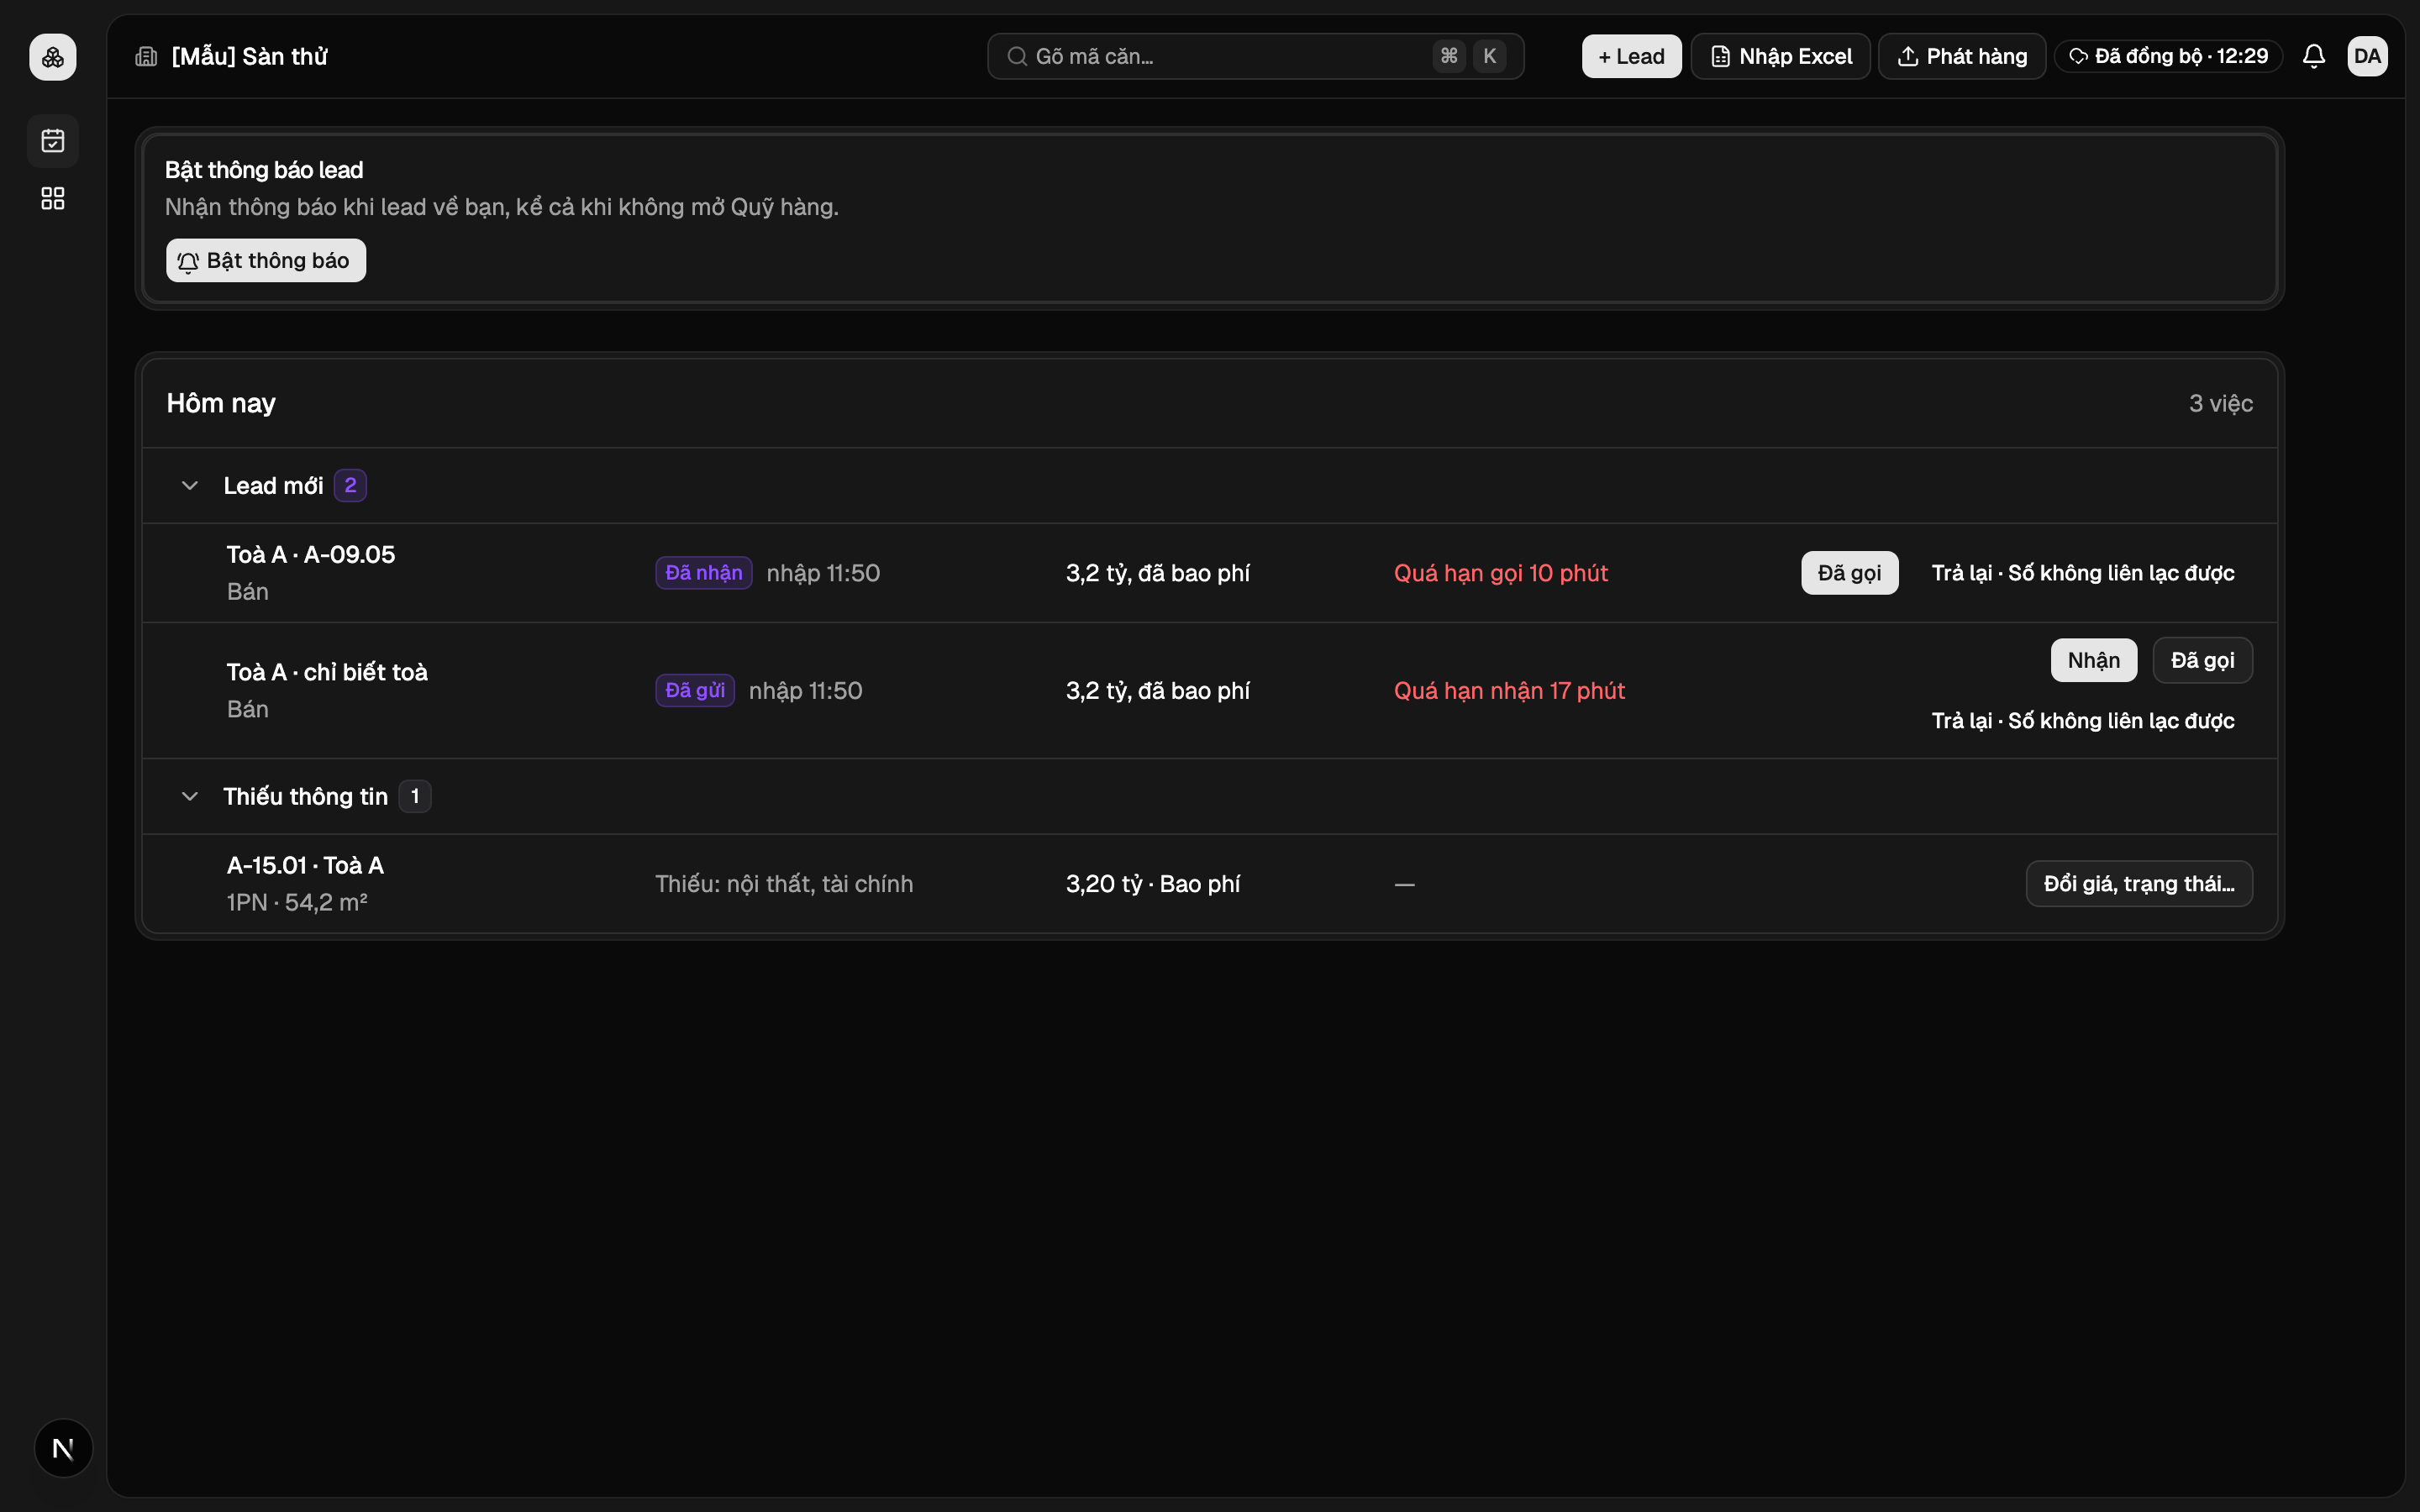 [Mẫu] Sàn thử
Gõ mã căn...
⌘ K
+ Lead
Nhập Excel
Phát hàng
Đã đồng bộ · 12:29
DA
Bật thông báo lead
Nhận thông báo khi lead về bạn, kể cả khi không mở Quỹ hàng.
Bật thông báo
Hôm nay
3 việc
Lead mới 2
Toà A · A-09.05
Bán
Đã nhận nhập 11:50
3,2 tỷ, đã bao phí
Quá hạn gọi 10 phút
Đã gọi
Trả lại · Số không liên lạc được
Toà A · chỉ biết toà
Bán
Đã gửi nhập 11:50
3,2 tỷ, đã bao phí
Quá hạn nhận 17 phút
Nhận
Đã gọi
Trả lại · Số không liên lạc được
Thiếu thông tin 1
A-15.01 · Toà A
1PN · 54,2 m²
Thiếu: nội thất, tài chính
3,20 tỷ · Bao phí
—
Đổi giá, trạng thái...
N